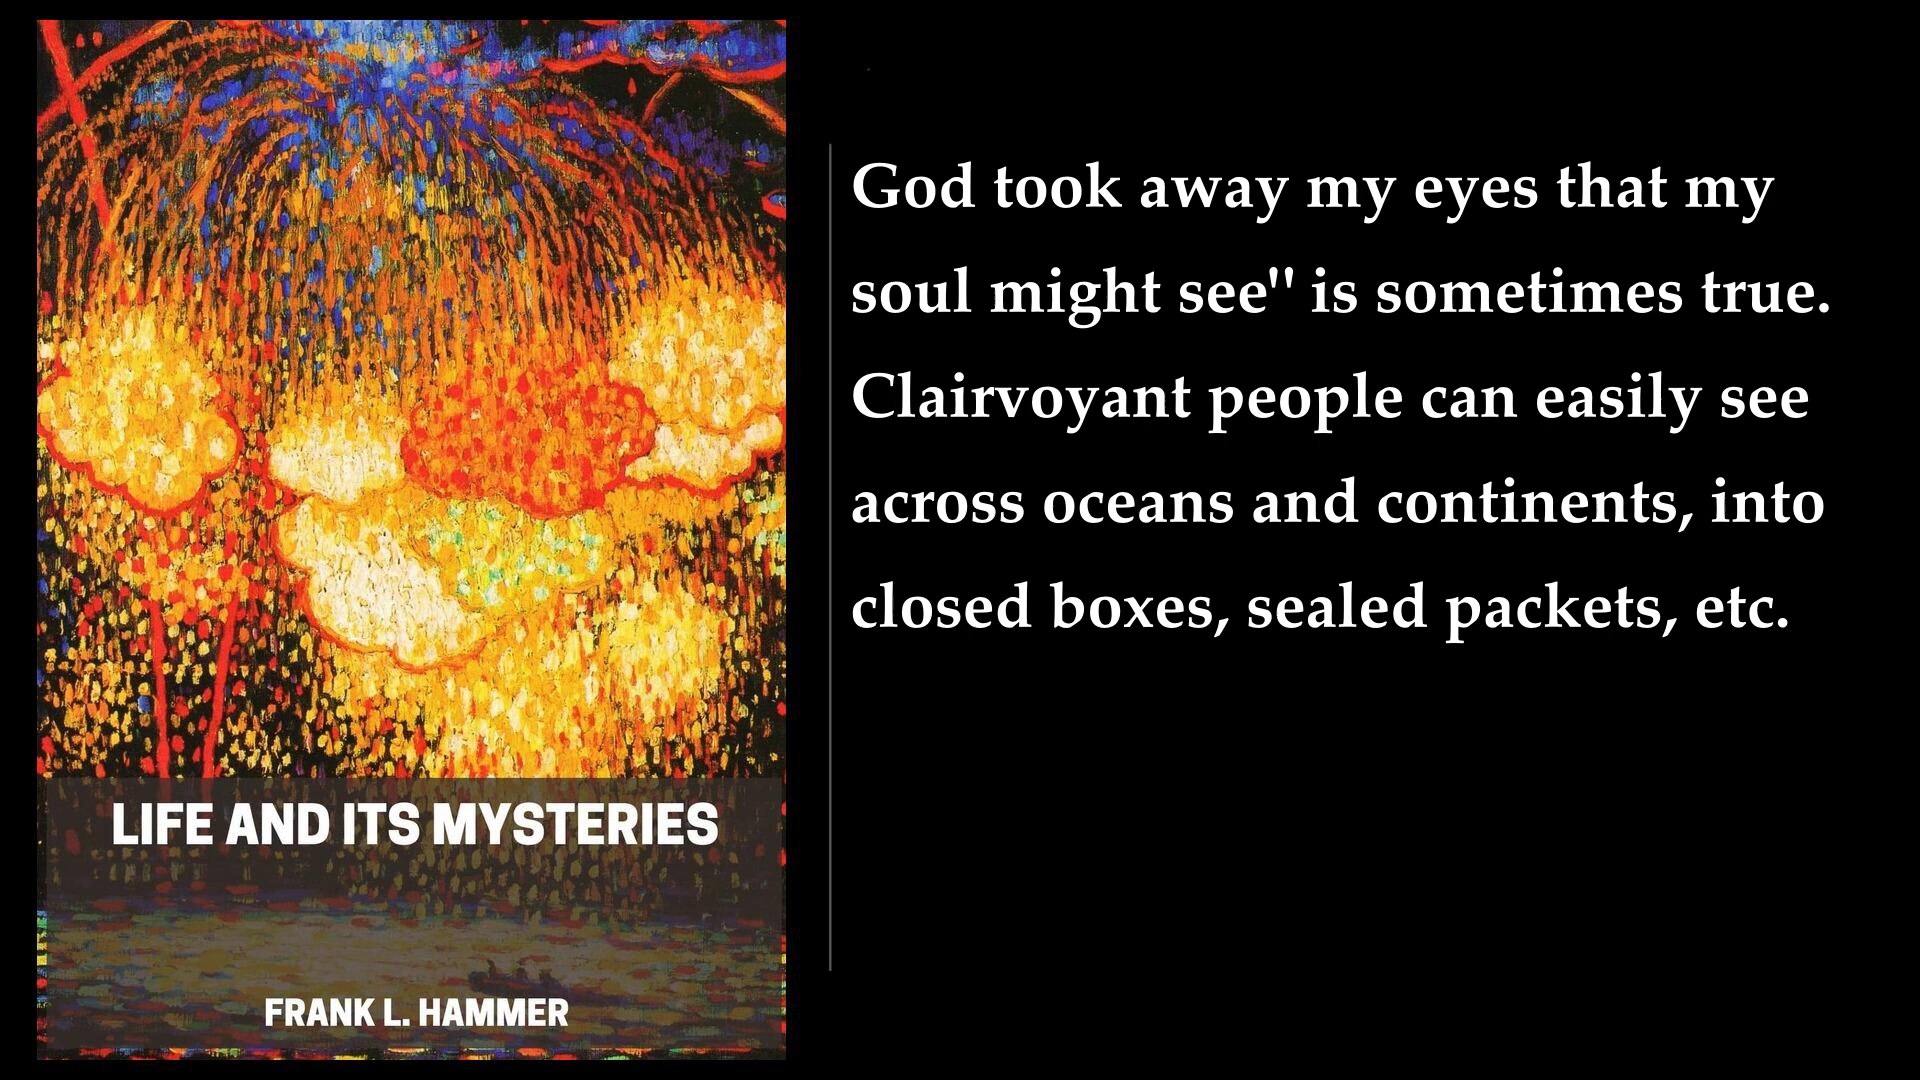 God took away my eyes that my
soul might see" is sometimes true.
Clairvoyant people can easily see
across oceans and continents, into
closed boxes, sealed packets, etc.
LIFE AND ITS MYSTERIES
FRANK L. HAMMER